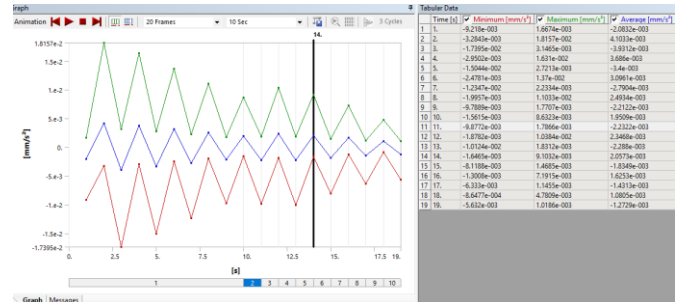 Graph
Tabular Data
Animation 20 Frames 10 Sec 3 Cycles
Time [s] Minimum [mm/s²] Maximum [mm/s²] Average [mm/s²]
1 1. -9.218e-003 1.6674e-003 -2.0832e-003
2 2. -3.2843e-003 1.8157e-002 4.1033e-003
3 3. -1.7395e-002 3.1465e-003 -3.9312e-003
4 4. -2.9502e-003 1.631e-002 3.686e-003
5 5. -1.5044e-002 2.7213e-003 -3.4e-003
6 6. -2.4781e-003 1.37e-002 3.0961e-003
7 7. -1.2347e-002 2.2334e-003 -2.7904e-003
8 8. -1.9957e-003 1.1033e-002 2.4934e-003
9 9. -9.7889e-003 1.7707e-003 -2.2122e-003
10 10. -1.5615e-003 8.6323e-003 1.9509e-003
11 11. -9.8772e-003 1.7866e-003 -2.2322e-003
12 12. -1.8782e-003 1.0384e-002 2.3468e-003
13 13. -1.0124e-002 1.8312e-003 -2.288e-003
14 14. -1.6465e-003 9.1032e-003 2.0573e-003
15 15. -8.1188e-003 1.4685e-003 -1.8349e-003
16 16. -1.3008e-003 7.1915e-003 1.6253e-003
17 17. -6.333e-003 1.1455e-003 -1.4313e-003
18 18. -8.6477e-004 4.7809e-003 1.0805e-003
19 19. -5.632e-003 1.0186e-003 -1.2729e-003
14.
1.8157e-2
1.5e-2
1.e-2
5.e-3
0.
-5.e-3
-1.e-2
-1.5e-2
-1.7395e-2
[mm/s²]
0. 2.5 5. 7.5 10. 12.5 15. 17.5 19.
[s]
1 2 3 4 5 6 7 8 9 10
Graph Messages